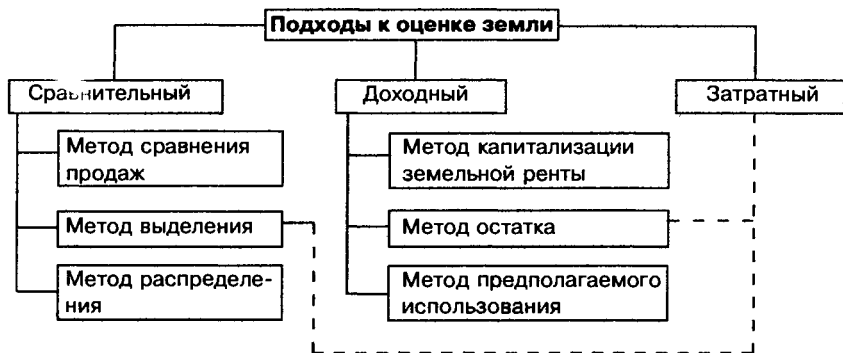 Подходы к оценке земли
Сравнительный
Доходный
Затратный
Метод сравнения
продаж
Метод выделения
Метод распределе-
ния
Метод капитализации
земельной ренты
Метод остатка
Метод предполагаемого
использования